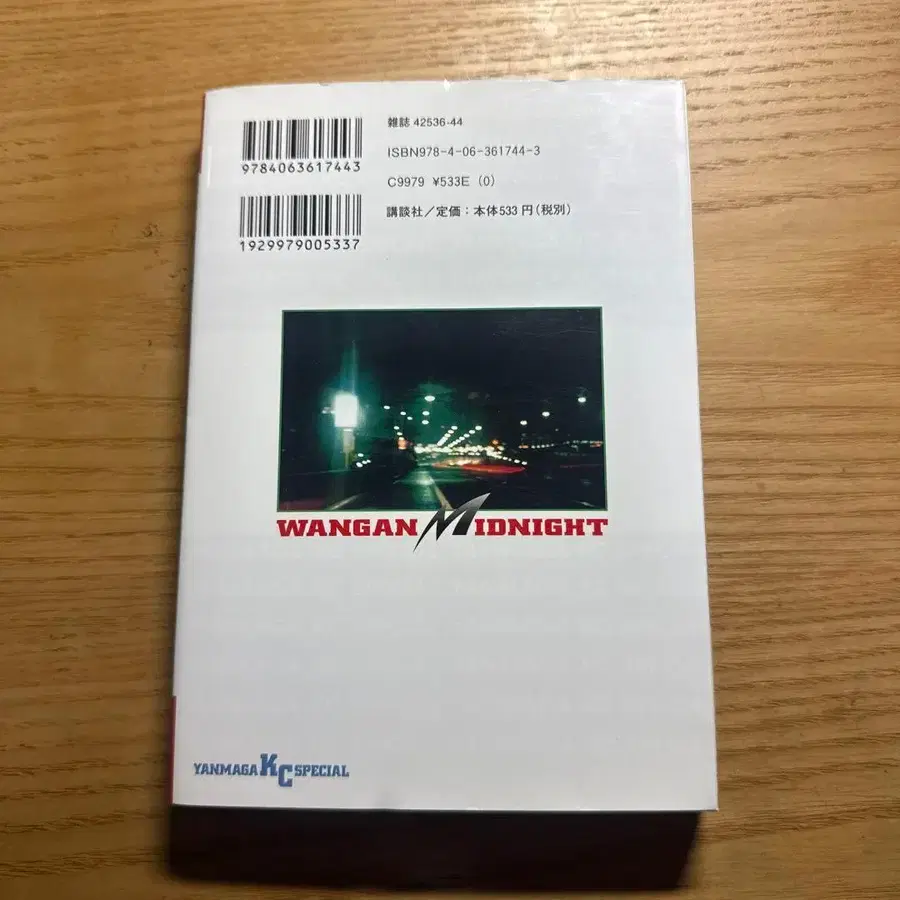 9784063617443
雑誌 42536-44
ISBN978-4-06-361744-3
C9979 ¥533E (0)
講談社/定価:本体533円(税別)
1929979005337
WANGAN MIDNIGHT
YANMAGA KC SPECIAL